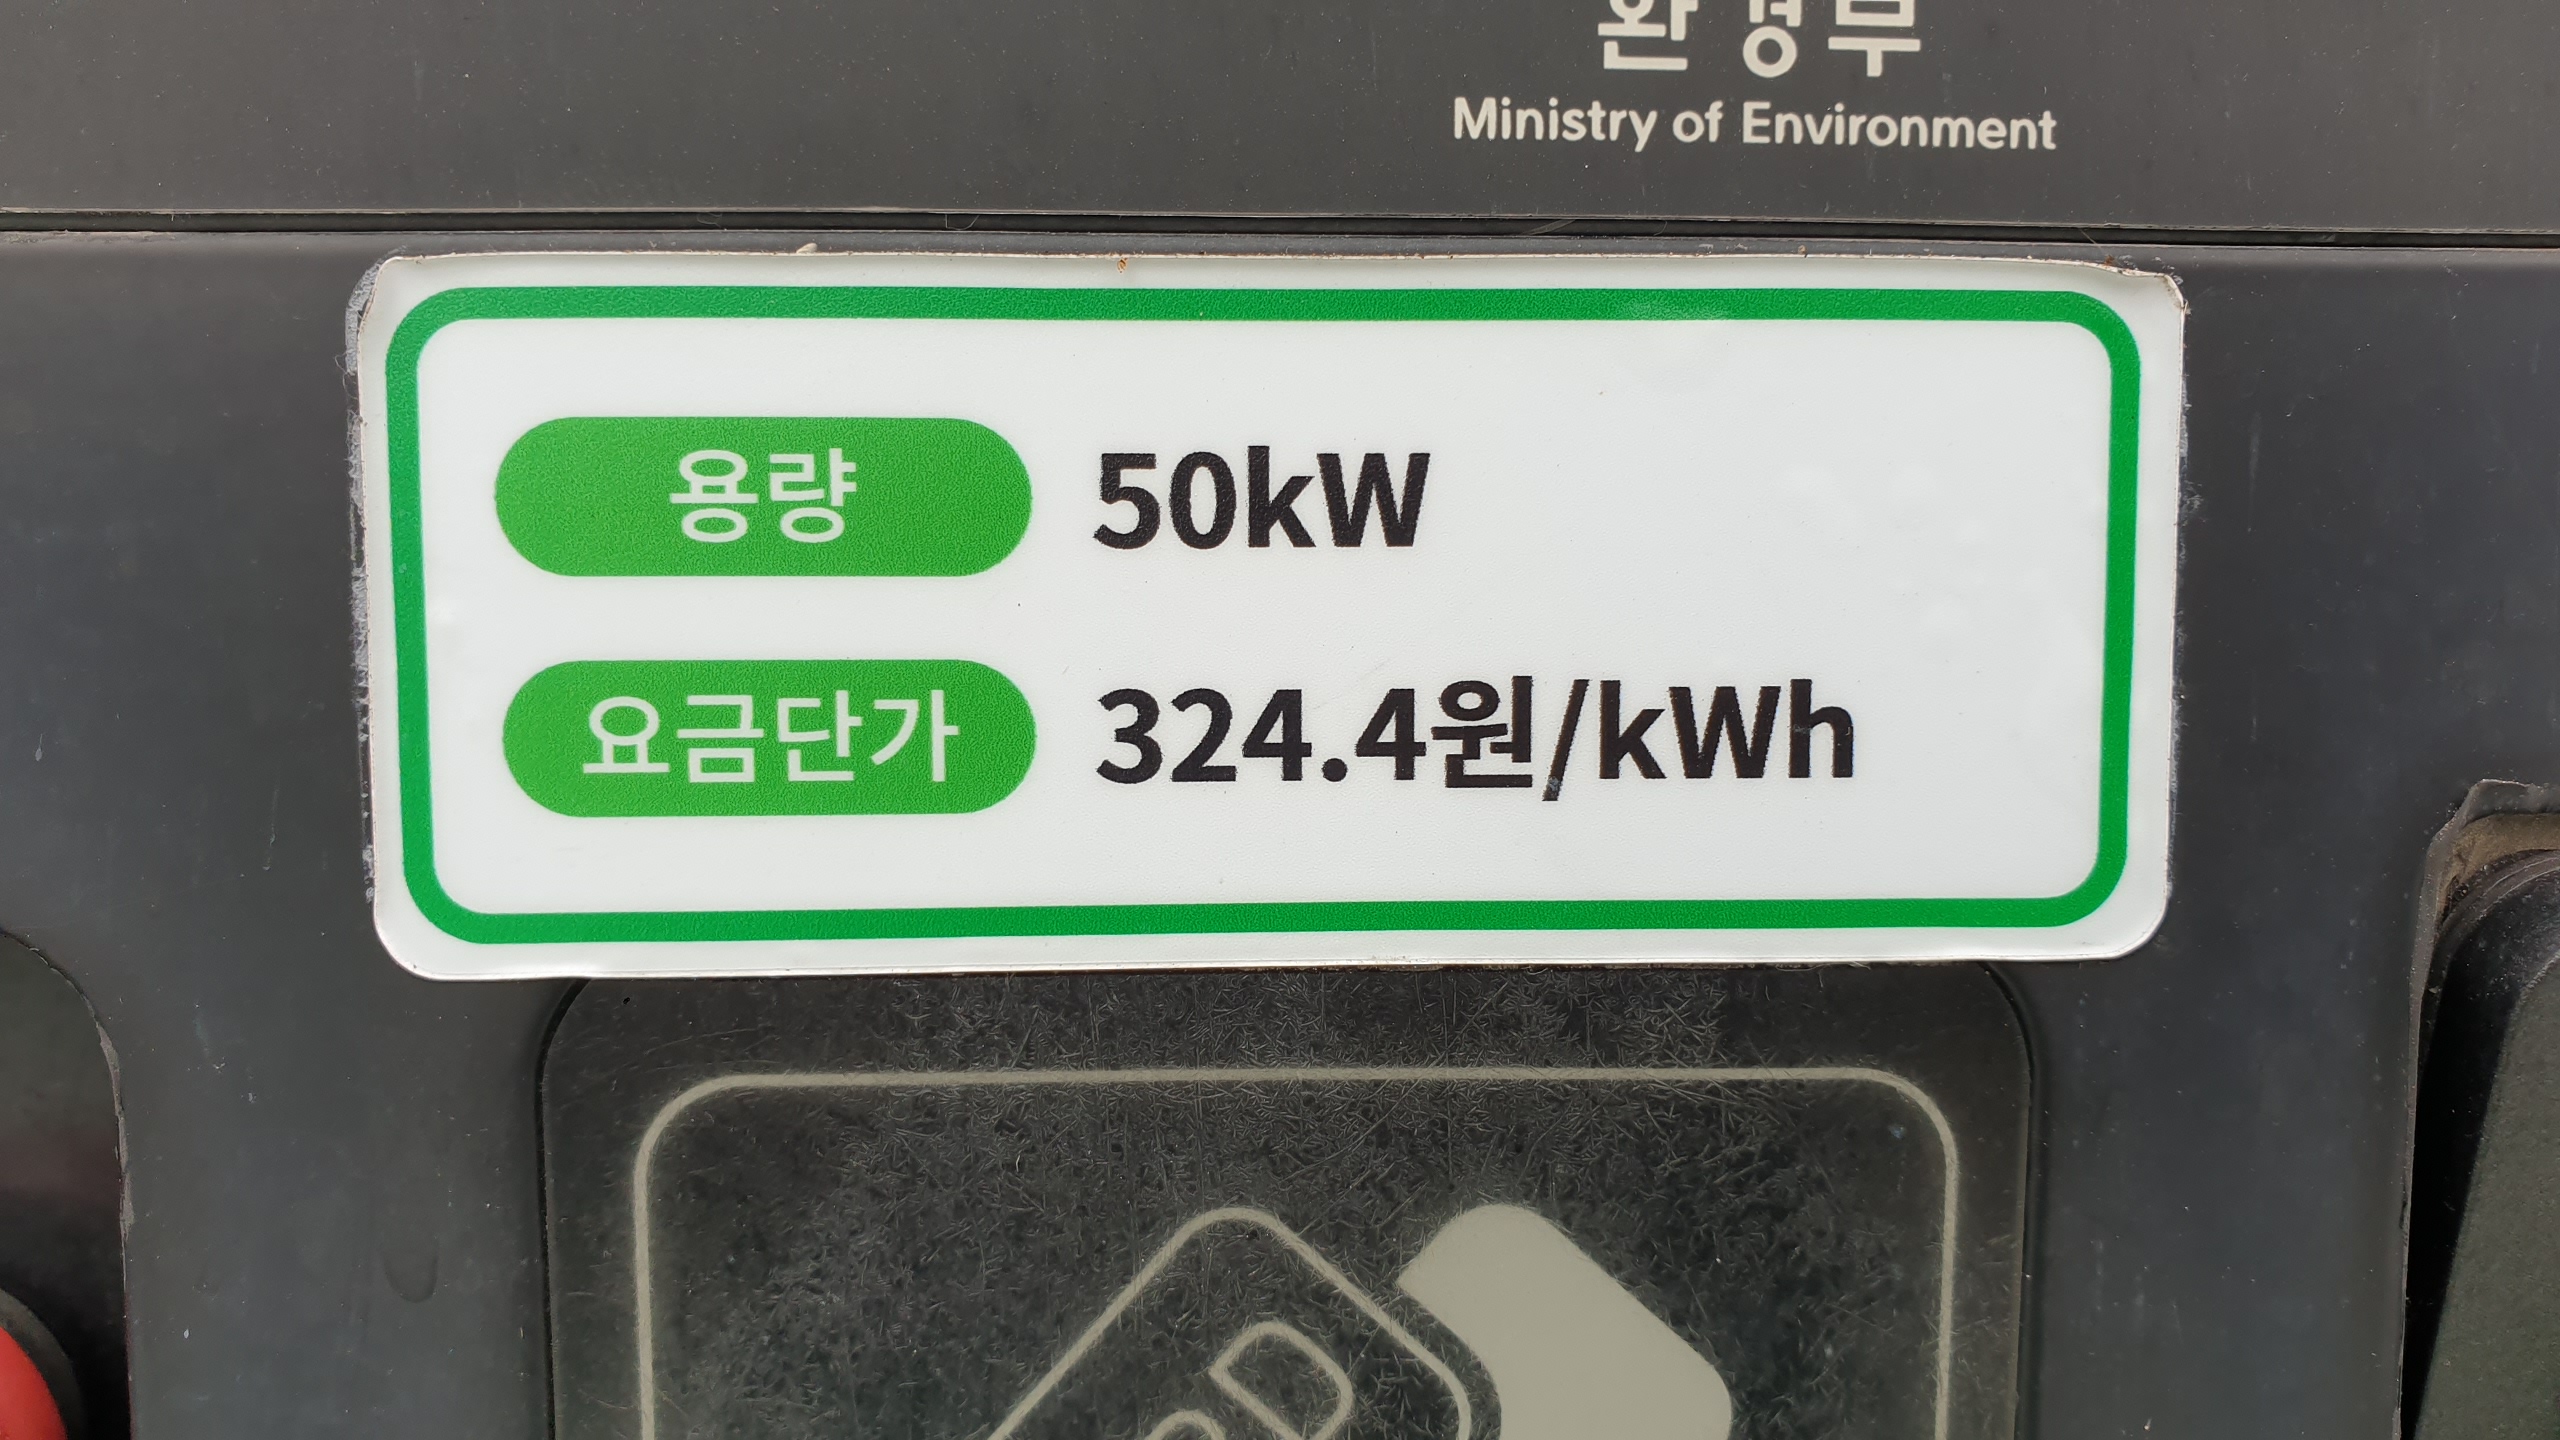 환경부
Ministry of Environment
용량 50kW
요금단가 324.4원/kWh